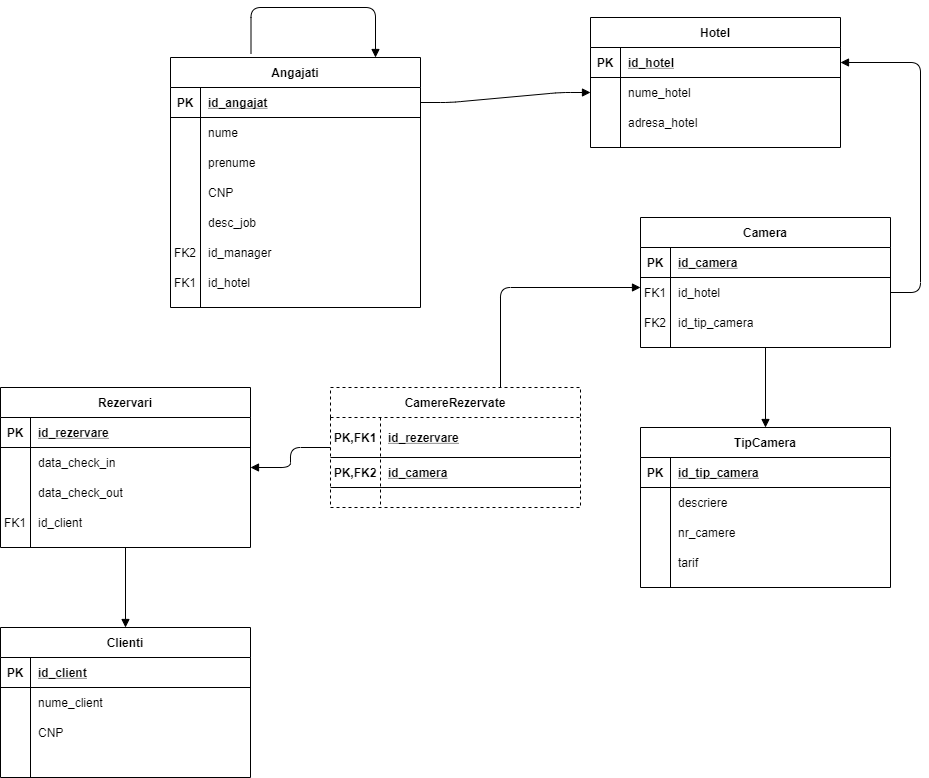 Angajati
PK id_angajat
nume
prenume
CNP
desc_job
FK2 id_manager
FK1 id_hotel
Hotel
PK id_hotel
nume_hotel
adresa_hotel
Camera
PK id_camera
FK1 id_hotel
FK2 id_tip_camera
Rezervari
PK id_rezervare
data_check_in
data_check_out
FK1 id_client
CamereRezervate
PK,FK1 id_rezervare
PK,FK2 id_camera
TipCamera
PK id_tip_camera
descriere
nr_camere
tarif
Clienti
PK id_client
nume_client
CNP